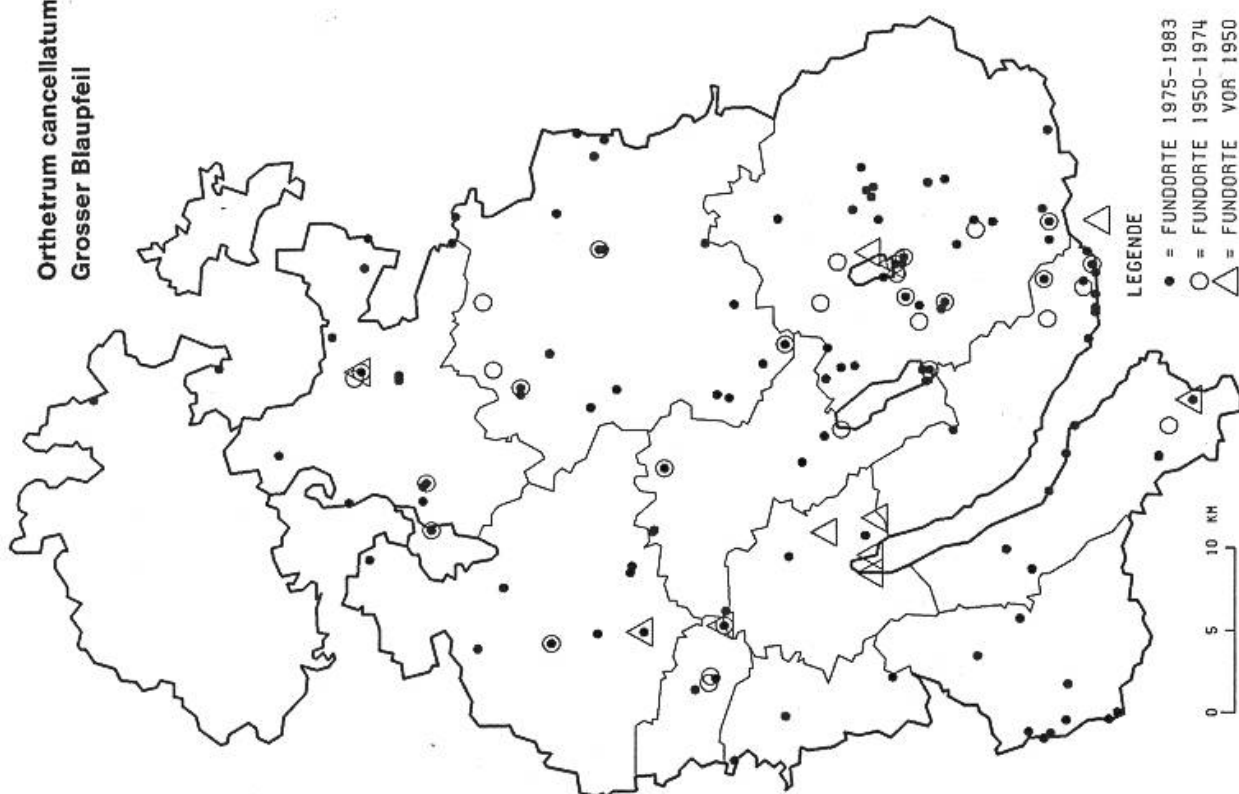 Orthetrum cancellatum
Grosser Blaupfeil
LEGENDE
= FUNDORTE 1975-1983
= FUNDORTE 1950-1974
= FUNDORTE VOR 1950
0 5 10 KM